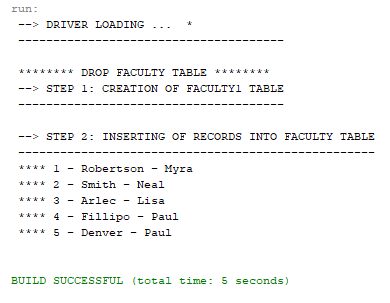 run:
--> DRIVER LOADING ... *
------------------------------------
******** DROP FACULTY TABLE ********
--> STEP 1: CREATION OF FACULTY1 TABLE
------------------------------------
--> STEP 2: INSERTING OF RECORDS INTO FACULTY TABLE
------------------------------------------------
**** 1 - Robertson - Myra
**** 2 - Smith - Neal
**** 3 - Arlec - Lisa
**** 4 - Fillipo - Paul
**** 5 - Denver - Paul
BUILD SUCCESSFUL (total time: 5 seconds)